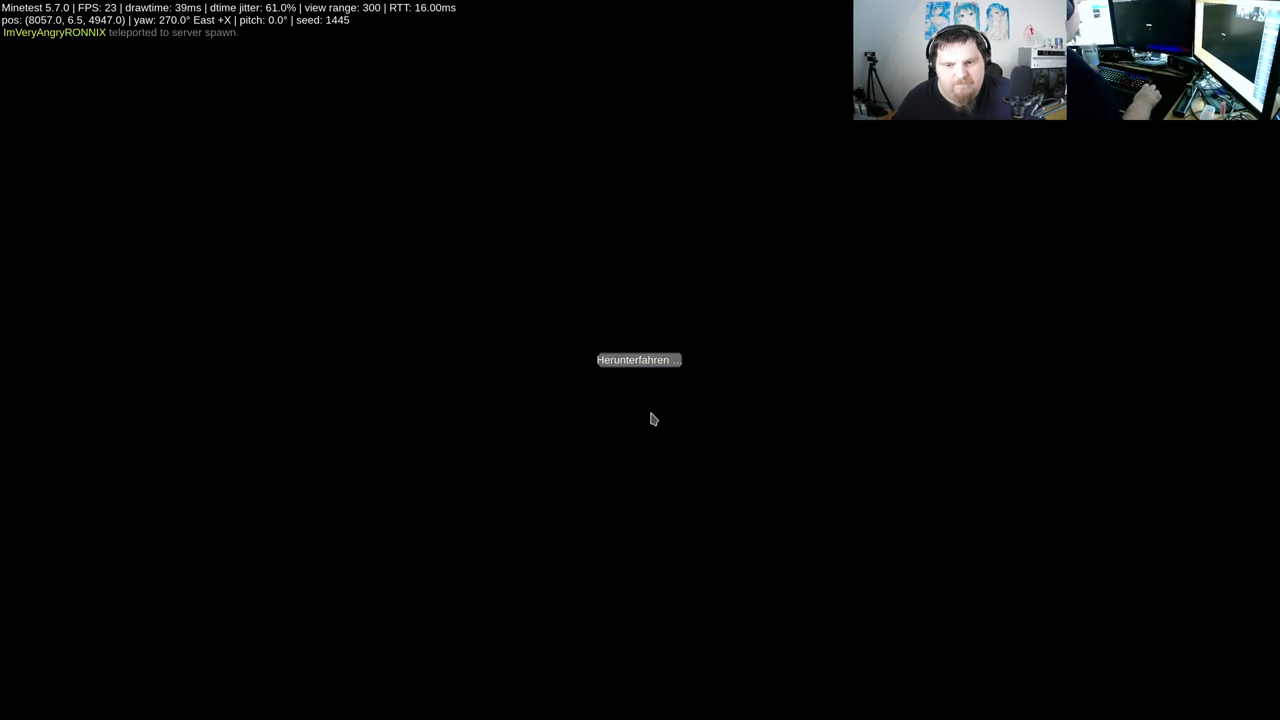 Minetest 5.7.0 | FPS: 23 | drawtime: 39ms | dtime jitter: 61.0% | view range: 300 | RTT: 16.00ms
pos: (8057.0, 6.5, 4947.0) | yaw: 270.0° East +X | pitch: 0.0° | seed: 1445
ImVeryAngryRONNIX teleported to server spawn.
Herunterfahren ...